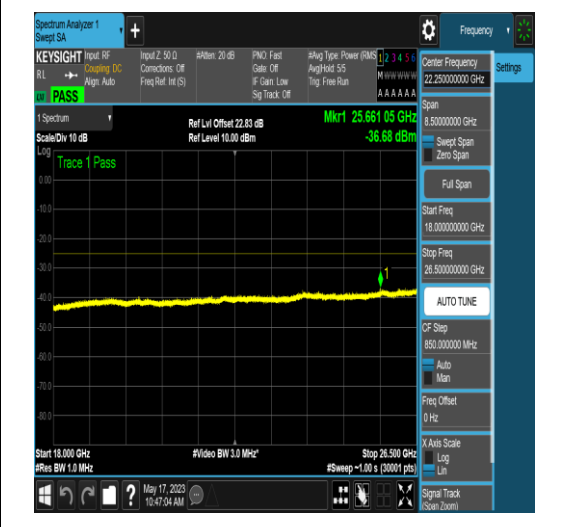 Spectrum Analyzer 1
Swept SA
+
Frequency
KEYSIGHT
RL
PASS
Input: RF
Coupling: DC
Align: Auto
Input Z: 50 Ω
Corrections: Off
Freq Ref: Int (S)
#Atten: 20 dB
PNO: Fast
Gate: Off
IF Gain: Low
Sig Track: Off
#Avg Type: Power (RMS
Avg|Hold: 5/5
Trig: Free Run
1 2 3 4 5 6
M W W W W W
A A A A A A
Center Frequency
22.250000000 GHz
Settings
Span
8.50000000 GHz
Swept Span
Zero Span
Full Span
Start Freq
18.000000000 GHz
Stop Freq
26.500000000 GHz
AUTO TUNE
CF Step
850.000000 MHz
Auto
Man
Freq Offset
0 Hz
X Axis Scale
Log
Lin
Signal Track
(Span Zoom)
1 Spectrum
Scale/Div 10 dB
Ref Lvl Offset 22.83 dB
Ref Level 10.00 dBm
Mkr1 25.661 05 GHz
-36.68 dBm
Log
Trace 1 Pass
0.00
-10.0
-20.0
-30.0
1
-40.0
-50.0
-60.0
-70.0
-80.0
Start 18.000 GHz
#Res BW 1.0 MHz
#Video BW 3.0 MHz*
Stop 26.500 GHz
#Sweep ~1.00 s (30001 pts)
?
May 17, 2023
10:47:04 AM